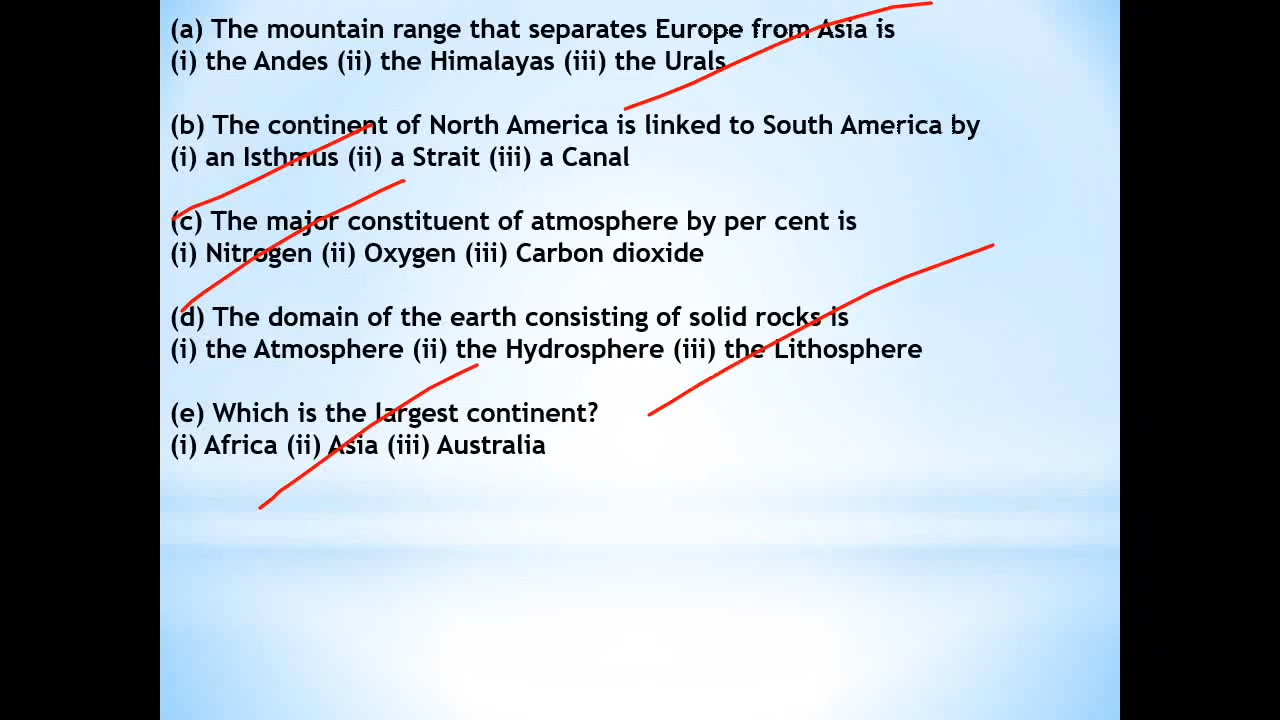 (a) The mountain range that separates Europe from Asia is
(i) the Andes (ii) the Himalayas (iii) the Urals
(b) The continent of North America is linked to South America by
(i) an Isthmus (ii) a Strait (iii) a Canal
(c) The major constituent of atmosphere by per cent is
(i) Nitrogen (ii) Oxygen (iii) Carbon dioxide
(d) The domain of the earth consisting of solid rocks is
(i) the Atmosphere (ii) the Hydrosphere (iii) the Lithosphere
(e) Which is the largest continent?
(i) Africa (ii) Asia (iii) Australia